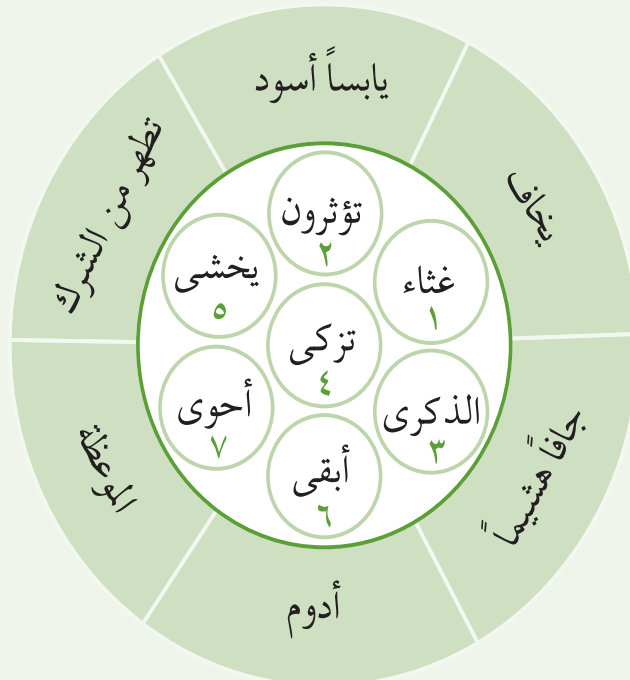 يابساً أسود
يخاف
جافاً هشيماً
أدوم
الموعظة
تطهر من الشرك
تؤثرون
٢
غثاء
١
يخشى
٥
تزكى
٤
الذكرى
٣
أحوى
٧
أبقى
٦